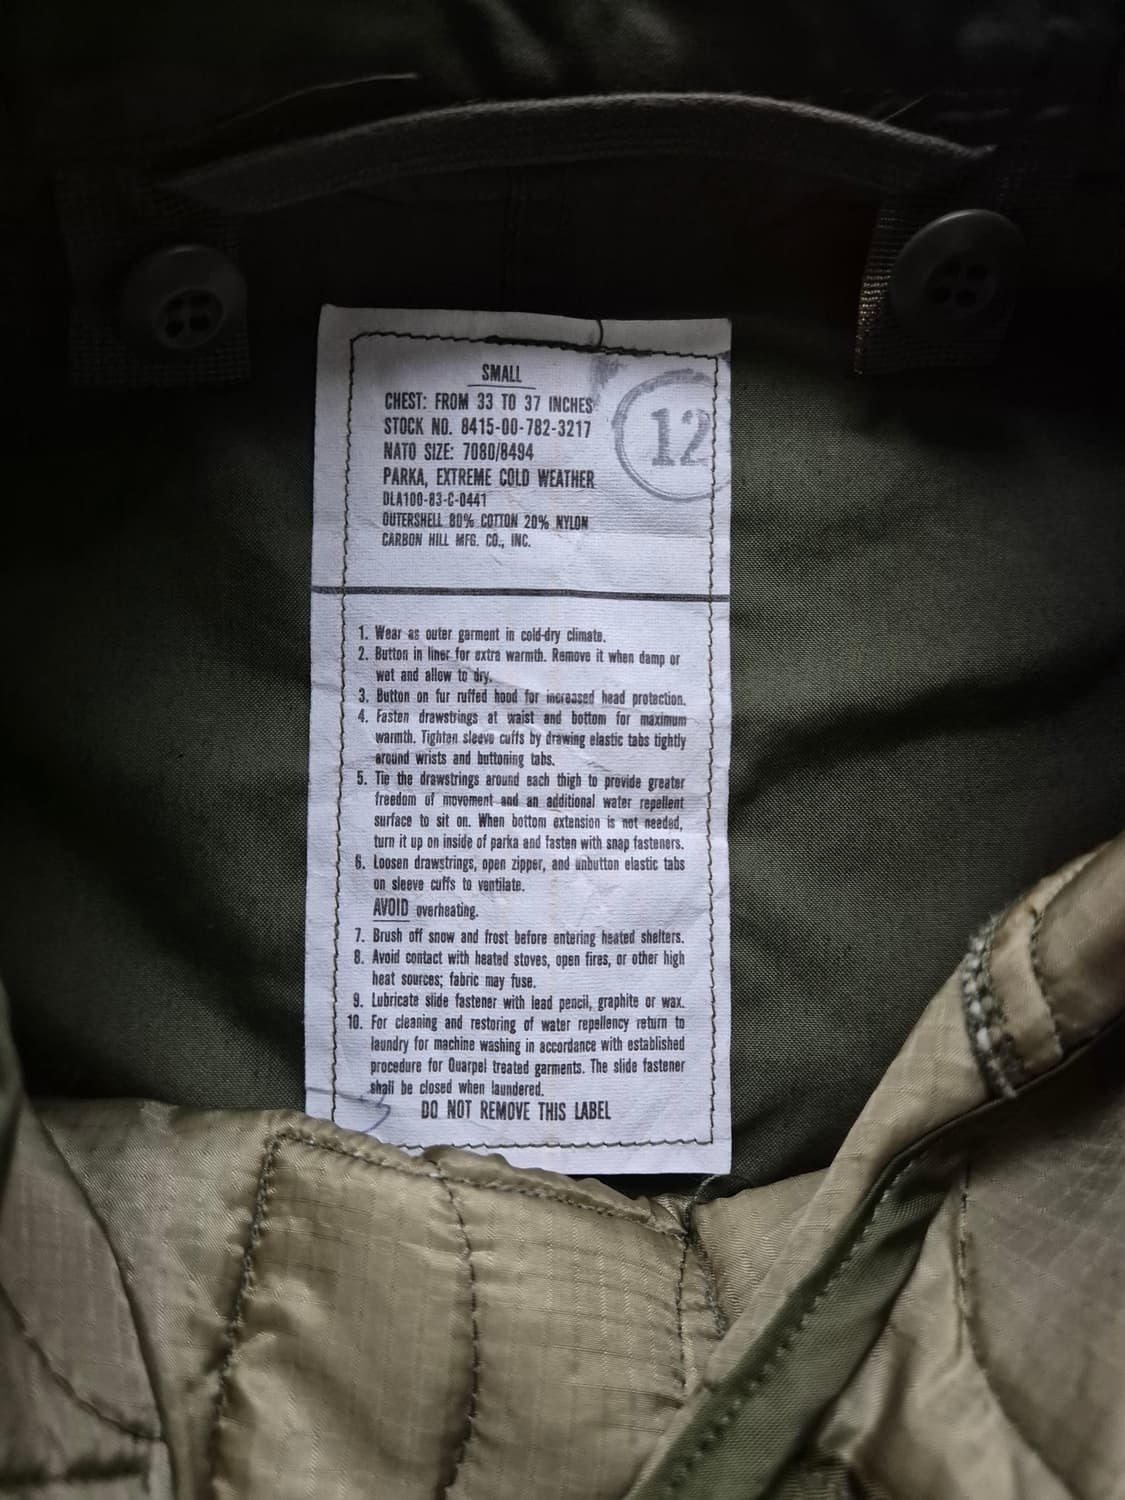 SMALL
CHEST: FROM 33 TO 37 INCHES
STOCK NO. 8415-00-782-3217
NATO SIZE: 7080/8494
PARKA, EXTREME COLD WEATHER
DLA100-83-C-0441
OUTERSHELL 80% COTTON 20% NYLON
CARBON HILL MFG. CO., INC.
12
1. Wear as outer garment in cold-dry climate.
2. Button in liner for extra warmth. Remove it when damp or
wet and allow to dry.
3. Button on fur ruffed hood for increased head protection.
4. Fasten drawstrings at waist and bottom for maximum
warmth. Tighten sleeve cuffs by drawing elastic tabs tightly
around wrists and buttoning tabs.
5. Tie the drawstrings around each thigh to provide greater
freedom of movement and an additional water repellent
surface to sit on. When bottom extension is not needed,
turn it up on inside of parka and fasten with snap fasteners.
6. Loosen drawstrings, open zipper, and unbutton elastic tabs
on sleeve cuffs to ventilate.
AVOID overheating.
7. Brush off snow and frost before entering heated shelters.
8. Avoid contact with heated stoves, open fires, or other high
heat sources; fabric may fuse.
9. Lubricate slide fastener with lead pencil, graphite or wax.
10. For cleaning and restoring of water repellency return to
laundry for machine washing in accordance with established
procedure for Quarpel treated garments. The slide fastener
shall be closed when laundered.
DO NOT REMOVE THIS LABEL